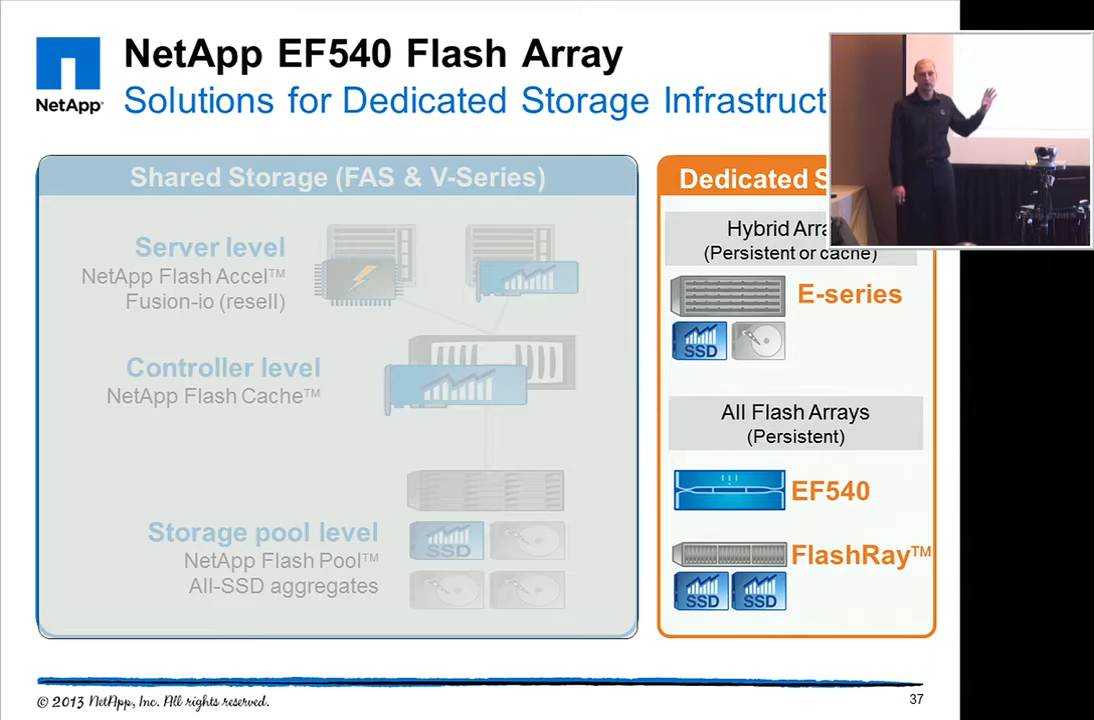 NetApp EF540 Flash Array
NetApp
Solutions for Dedicated Storage Infrastruct
Shared Storage (FAS & V-Series)
Server level
NetApp Flash Accel™
Fusion-io (resell)
Controller level
NetApp Flash Cache™
Storage pool level
NetApp Flash Pool™
All-SSD aggregates
SSD
Dedicated S
Hybrid Arra
(Persistent or cache)
E-series
SSD
All Flash Arrays
(Persistent)
EF540
FlashRay™
SSD SSD
© 2013 NetApp, Inc. All rights reserved.
37